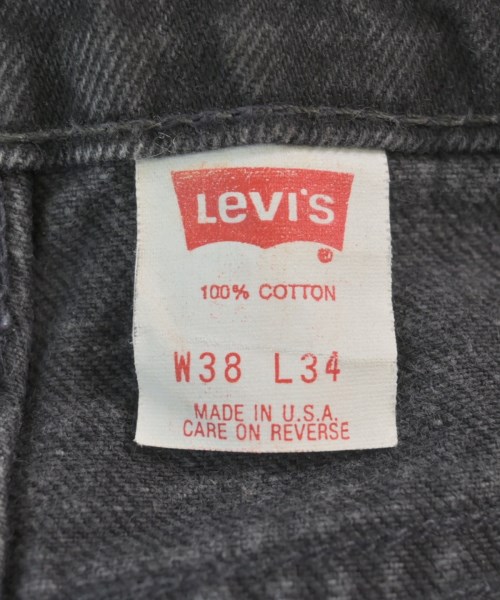 Levi's
®
100% COTTON
W38 L34
MADE IN U.S.A.
CARE ON REVERSE